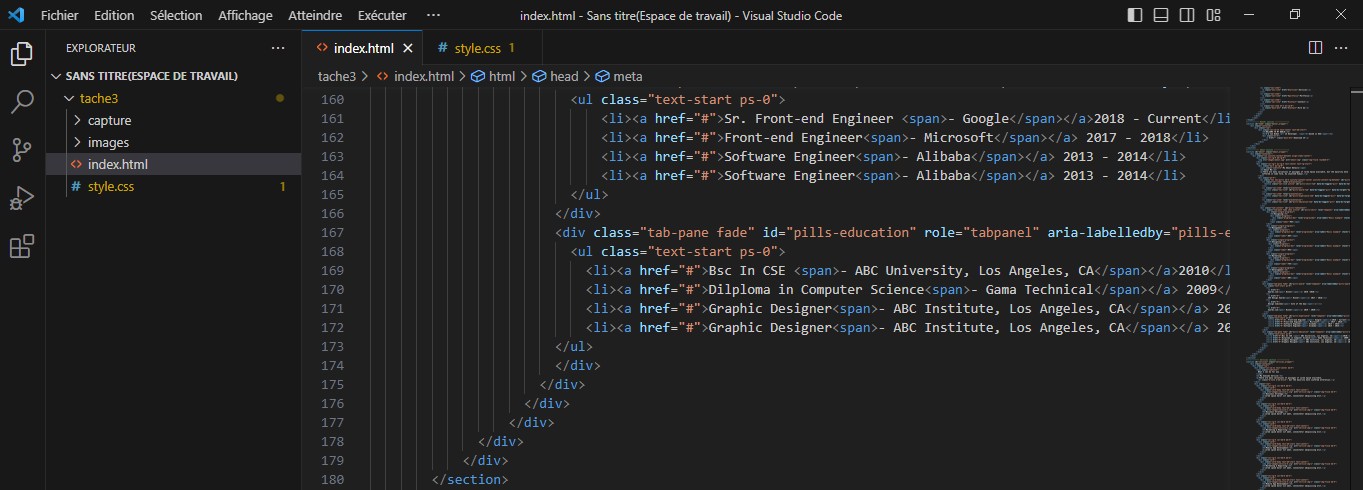 Fichier Edition Sélection Affichage Atteindre Exécuter ··· index.html - Sans titre(Espace de travail) - Visual Studio Code
EXPLORATEUR ···
index.html
# style.css 1
SANS TITRE(ESPACE DE TRAVAIL)
tache3 > index.html > html > head > meta
tache3
capture
images
index.html
# style.css 1
160 <ul class="text-start ps-0">
161 <li><a href="#">Sr. Front-end Engineer <span>- Google</span></a>2018 - Current</li
162 <li><a href="#">Front-end Engineer<span>- Microsoft</span></a> 2017 - 2018</li>
163 <li><a href="#">Software Engineer<span>- Alibaba</span></a> 2013 - 2014</li>
164 <li><a href="#">Software Engineer<span>- Alibaba</span></a> 2013 - 2014</li>
165 </ul>
166 </div>
167 <div class="tab-pane fade" id="pills-education" role="tabpanel" aria-labelledby="pills-e
168 <ul class="text-start ps-0">
169 <li><a href="#">Bsc In CSE <span>- ABC University, Los Angeles, CA</span></a>2010</l
170 <li><a href="#">Dilploma in Computer Science<span>- Gama Technical</span></a> 2009</
171 <li><a href="#">Graphic Designer<span>- ABC Institute, Los Angeles, CA</span></a> 20
172 <li><a href="#">Graphic Designer<span>- ABC Institute, Los Angeles, CA</span></a> 20
173 </ul>
174 </div>
175 </div>
176 </div>
177 </div>
178 </div>
179 </div>
180 </section>